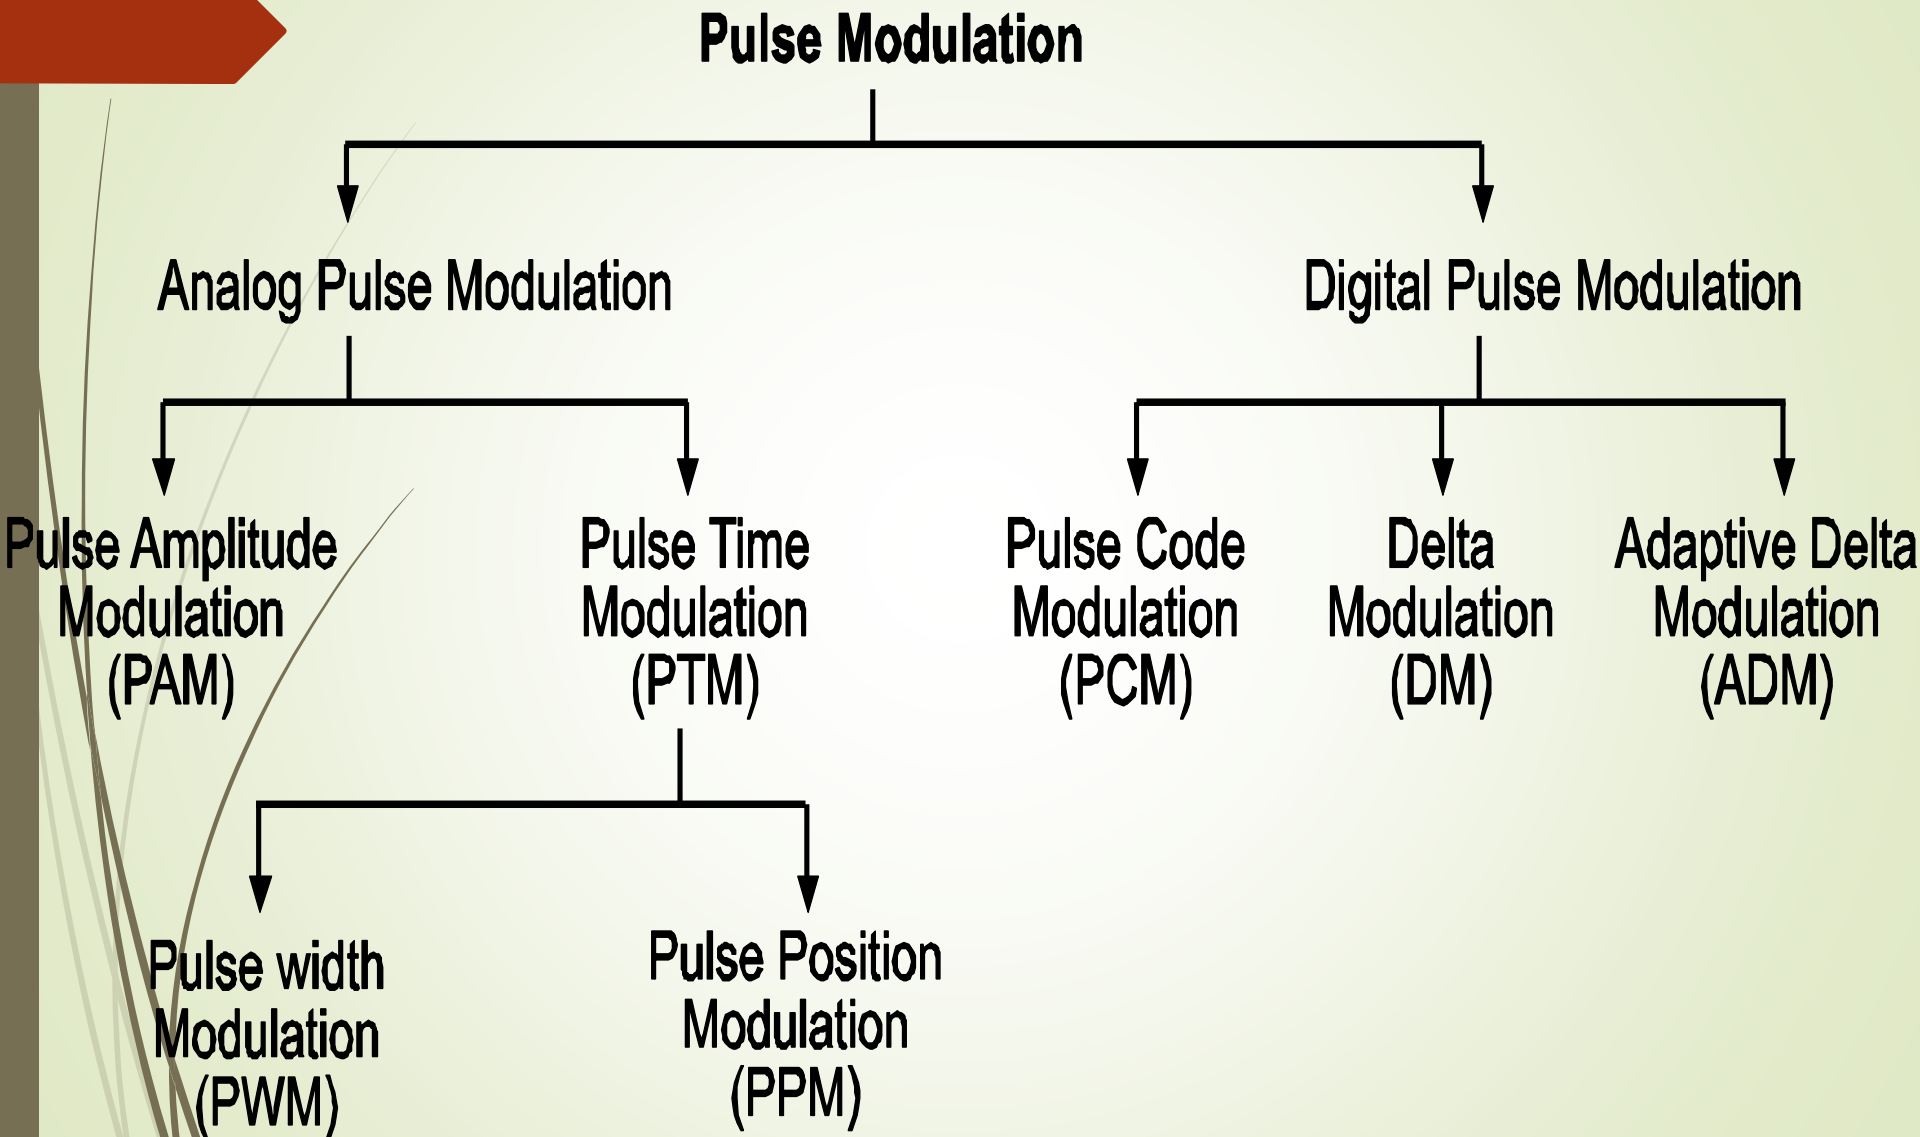 Pulse Modulation
Analog Pulse Modulation
Digital Pulse Modulation
Pulse Amplitude
Modulation
(PAM)
Pulse Time
Modulation
(PTM)
Pulse Code
Modulation
(PCM)
Delta
Modulation
(DM)
Adaptive Delta
Modulation
(ADM)
Pulse width
Modulation
(PWM)
Pulse Position
Modulation
(PPM)